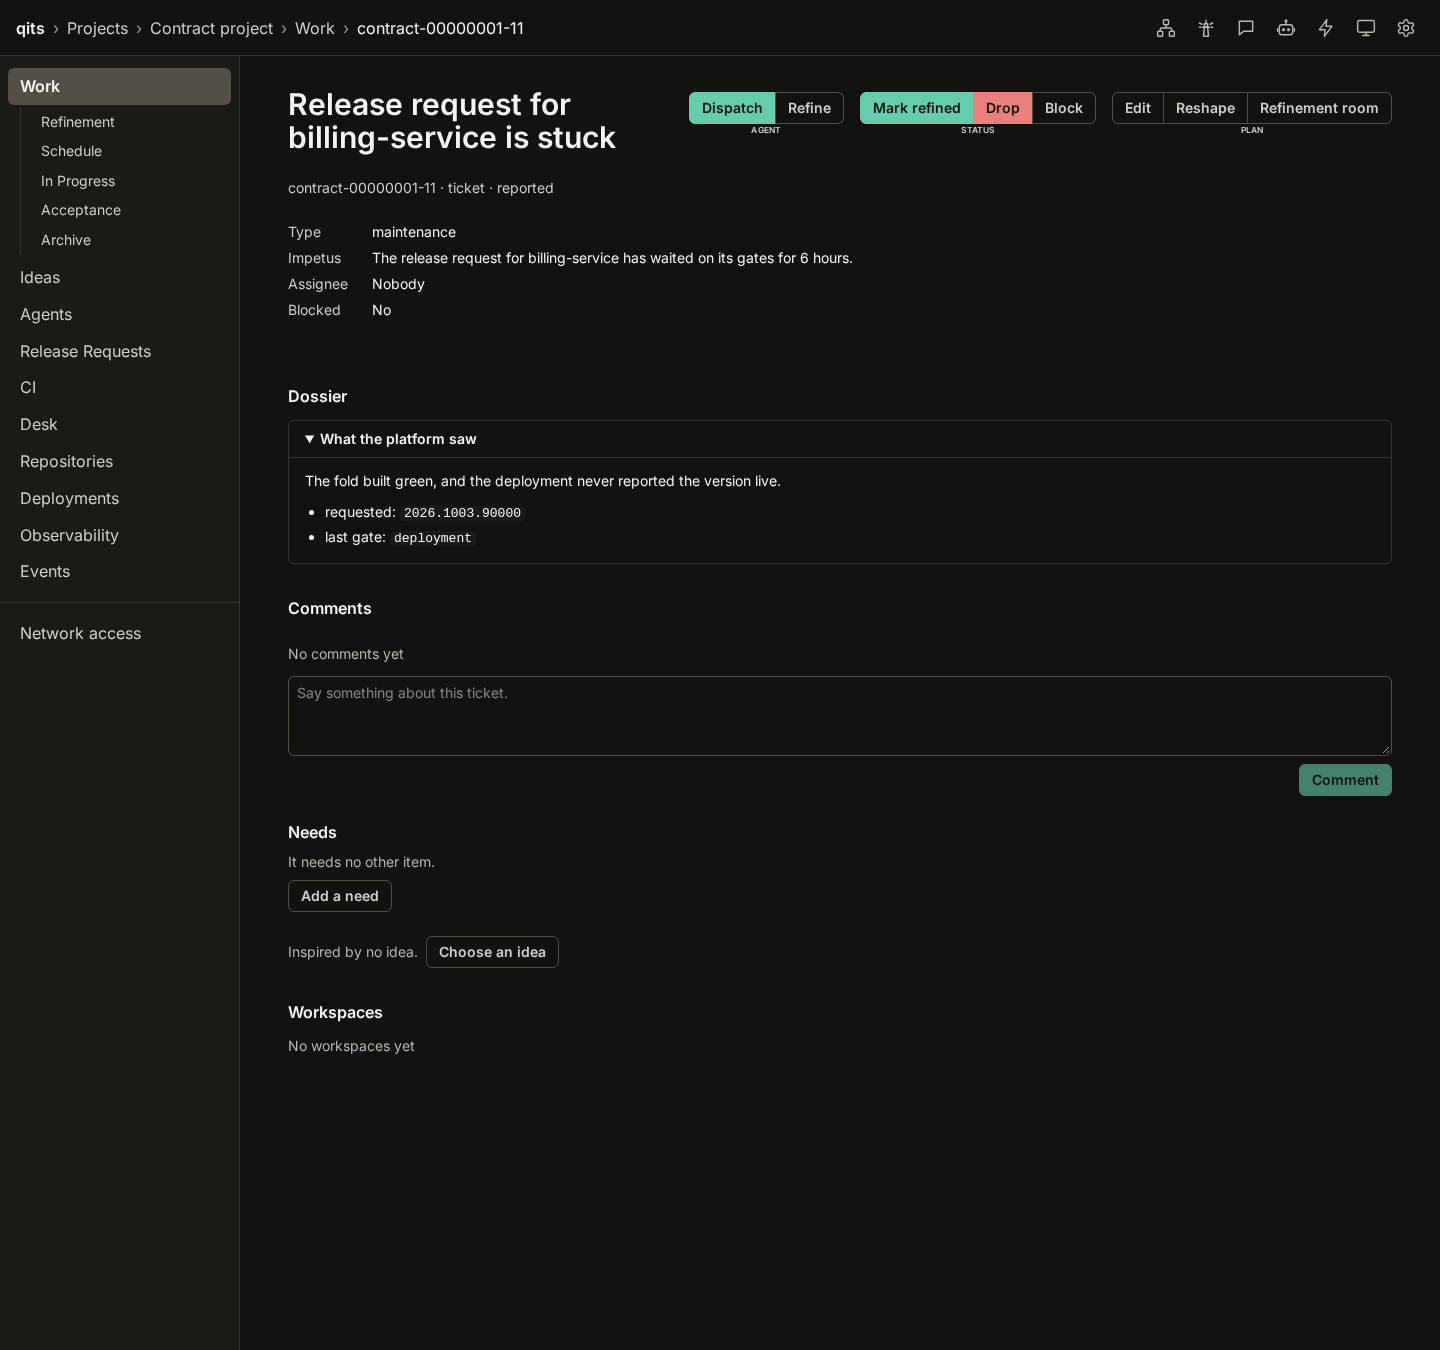 qits › Projects › Contract project › Work › contract-00000001-11
Work
Refinement
Schedule
In Progress
Acceptance
Archive
Ideas
Agents
Release Requests
CI
Desk
Repositories
Deployments
Observability
Events
Network access
Release request for
billing-service is stuck
Dispatch Refine
AGENT
Mark refined Drop Block
STATUS
Edit Reshape Refinement room
PLAN
contract-00000001-11 · ticket · reported
Type maintenance
Impetus The release request for billing-service has waited on its gates for 6 hours.
Assignee Nobody
Blocked No
Dossier
▼ What the platform saw
The fold built green, and the deployment never reported the version live.
• requested: 2026.1003.90000
• last gate: deployment
Comments
No comments yet
Say something about this ticket.
Comment
Needs
It needs no other item.
Add a need
Inspired by no idea. Choose an idea
Workspaces
No workspaces yet